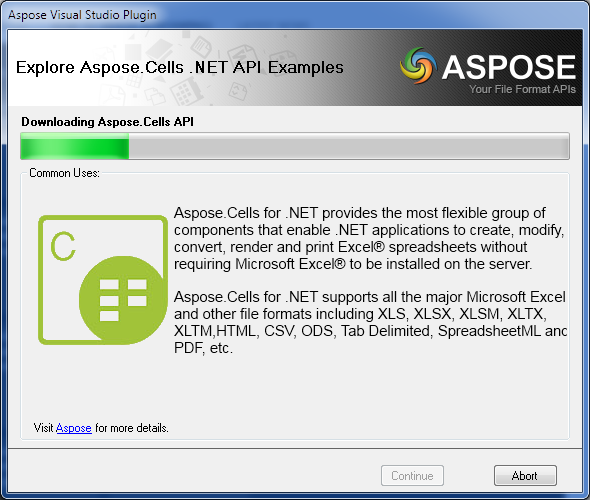 Aspose Visual Studio Plugin
Explore Aspose.Cells .NET API Examples
ASPOSE
Your File Format APIs
Downloading Aspose.Cells API
Common Uses:
C
Aspose.Cells for .NET provides the most flexible group of
components that enable .NET applications to create, modify,
convert, render and print Excel® spreadsheets without
requiring Microsoft Excel® to be installed on the server.
Aspose.Cells for .NET supports all the major Microsoft Excel
and other file formats including XLS, XLSX, XLSM, XLTX,
XLTM,HTML, CSV, ODS, Tab Delimited, SpreadsheetML and
PDF, etc.
Visit Aspose for more details.
Continue
Abort